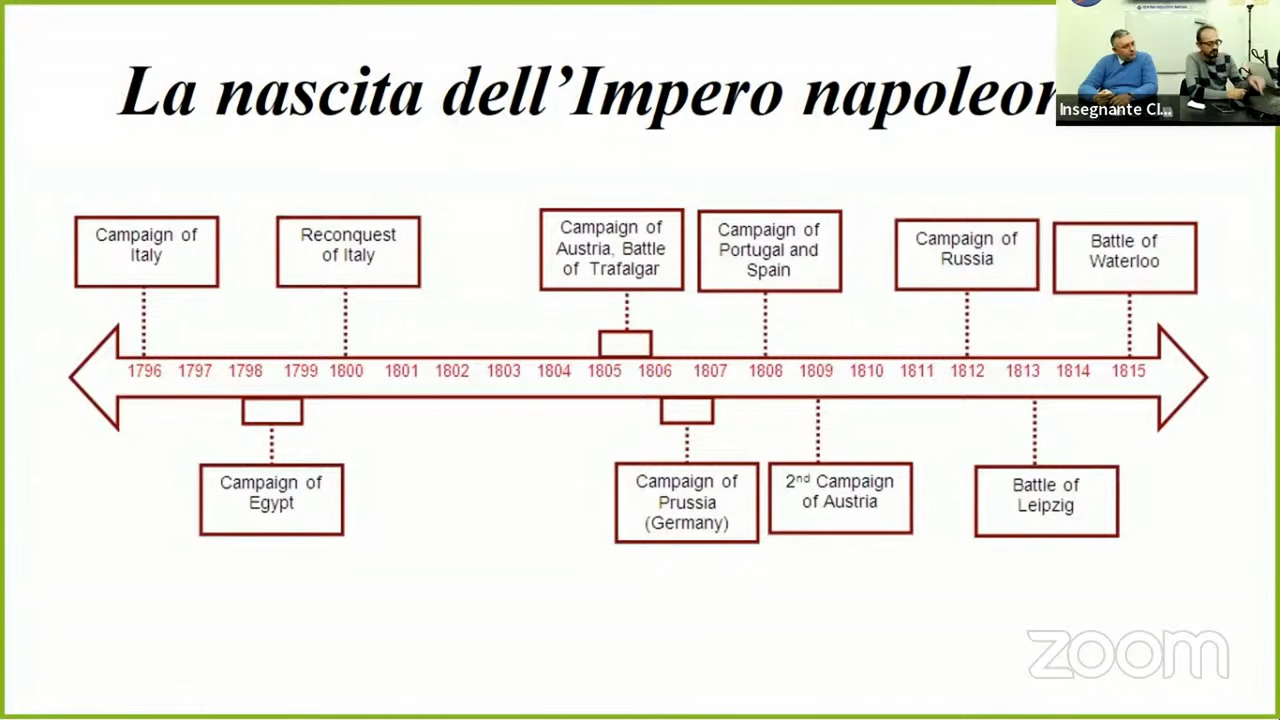 La nascita dell'Impero napoleon
Insegnante Cl...
Campaign of
Italy
Reconquest
of Italy
Campaign of
Austria, Battle
of Trafalgar
Campaign of
Portugal and
Spain
Campaign of
Russia
Battle of
Waterloo
1796 1797 1798 1799 1800 1801 1802 1803 1804 1805 1806 1807 1808 1809 1810 1811 1812 1813 1814 1815
Campaign of
Egypt
Campaign of
Prussia
(Germany)
2nd Campaign
of Austria
Battle of
Leipzig
zoom